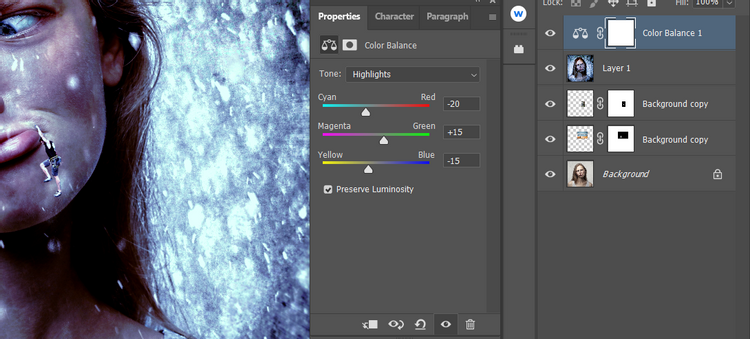 Properties Character Paragraph
Color Balance
Tone: Highlights
Cyan Red -20
Magenta Green +15
Yellow Blue -15
Preserve Luminosity
W
Lock: Fill: 100%
Color Balance 1
Layer 1
Background copy
Background copy
Background